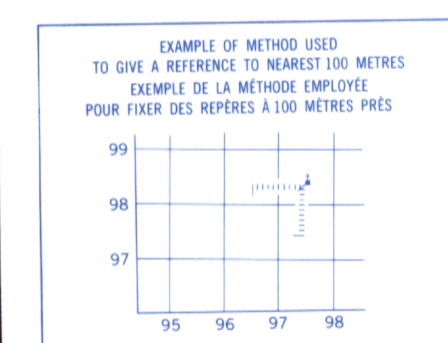 EXAMPLE OF METHOD USED
TO GIVE A REFERENCE TO NEAREST 100 METRES
EXEMPLE DE LA MÉTHODE EMPLOYÉE
POUR FIXER DES REPÈRES À 100 MÈTRES PRÈS
99
98
97
95 96 97 98